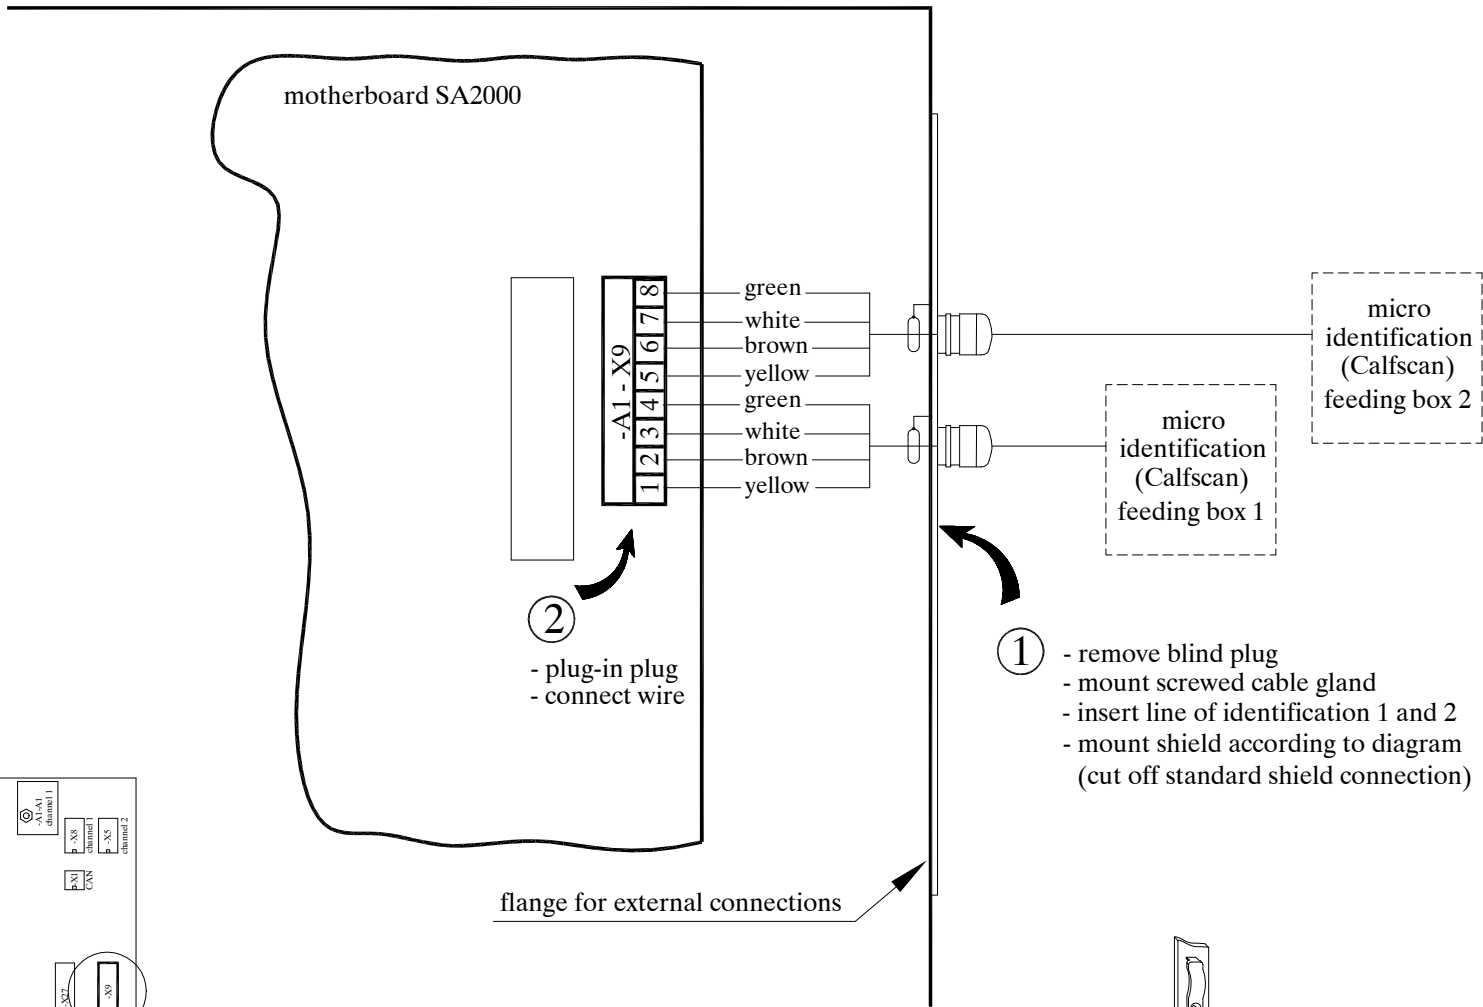 motherboard SA2000
-A1 - X9
8
7
6
5
4
3
2
1
green
white
brown
yellow
green
white
brown
yellow
micro
identification
(Calfscan)
feeding box 2
micro
identification
(Calfscan)
feeding box 1
2
- plug-in plug
- connect wire
1
- remove blind plug
- mount screwed cable gland
- insert line of identification 1 and 2
- mount shield according to diagram
(cut off standard shield connection)
flange for external connections
-A1-A1
channel 1
-X8
channel 1
-X5
channel 2
-X1
CAN
-X27
-X9